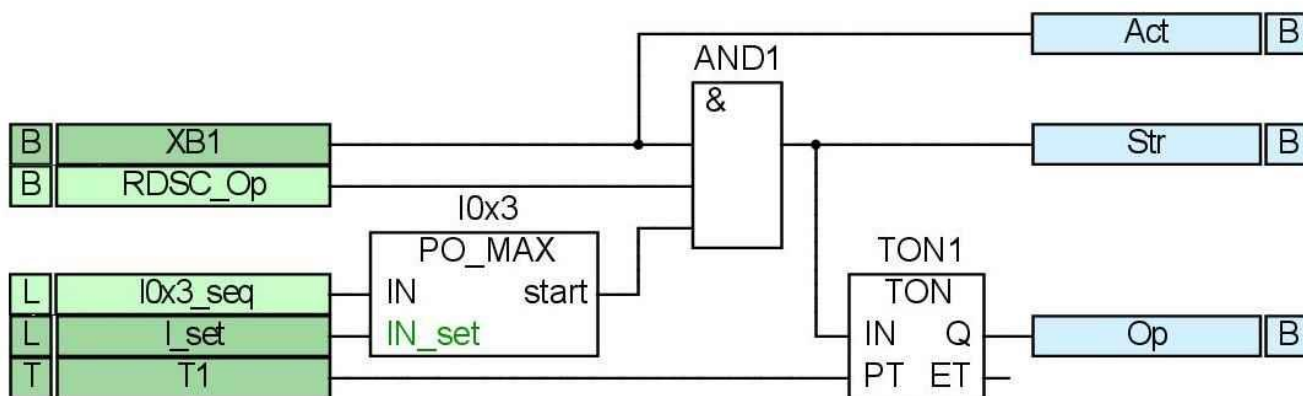 Act B
AND1
&
B XB1
Str B
B RDSC_Op
I0x3
PO_MAX
TON1
L I0x3_seq
IN start
TON
L I_set
IN_set
IN Q
Op B
T T1
PT ET